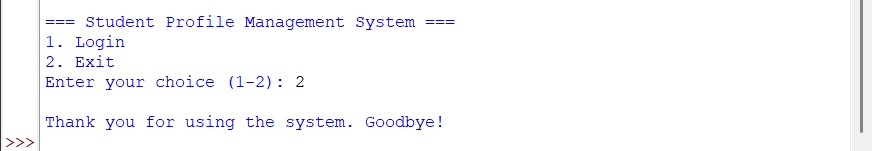 === Student Profile Management System ===
1. Login
2. Exit
Enter your choice (1-2): 2
Thank you for using the system. Goodbye!
>>>